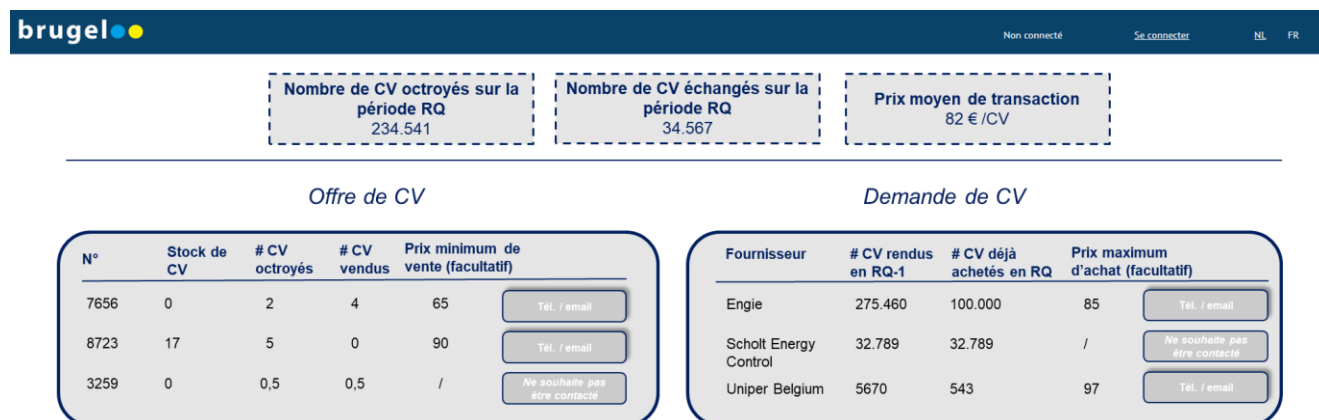 brugel
Non connecté Se connecter NL FR
Nombre de CV octroyés sur la
période RQ
234.541
Nombre de CV échangés sur la
période RQ
34.567
Prix moyen de transaction
82 € /CV
Offre de CV
N° Stock de CV # CV octroyés # CV vendus Prix minimum de vente (facultatif)
7656 0 2 4 65 Tél. / email
8723 17 5 0 90 Tél. / email
3259 0 0,5 0,5 / Ne souhaite pas être contacté
Demande de CV
Fournisseur # CV rendus en RQ-1 # CV déjà achetés en RQ Prix maximum d'achat (facultatif)
Engie 275.460 100.000 85 Tél. / email
Scholt Energy Control 32.789 32.789 / Ne souhaite pas être contacté
Uniper Belgium 5670 543 97 Tél. / email